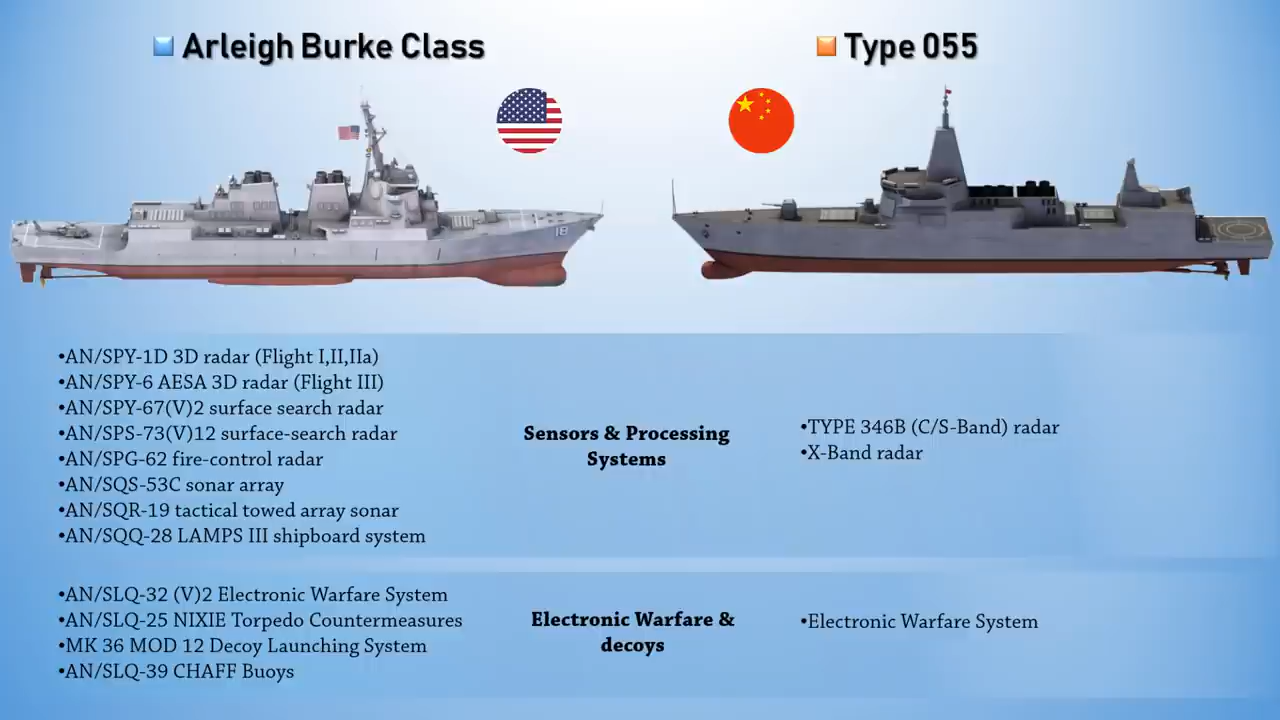 Arleigh Burke Class
Type 055
18
•AN/SPY-1D 3D radar (Flight I,II,IIa)
•AN/SPY-6 AESA 3D radar (Flight III)
•AN/SPY-67(V)2 surface search radar
•AN/SPS-73(V)12 surface-search radar
•AN/SPG-62 fire-control radar
•AN/SQS-53C sonar array
•AN/SQR-19 tactical towed array sonar
•AN/SQQ-28 LAMPS III shipboard system
Sensors & Processing
Systems
•TYPE 346B (C/S-Band) radar
•X-Band radar
•AN/SLQ-32 (V)2 Electronic Warfare System
•AN/SLQ-25 NIXIE Torpedo Countermeasures
•MK 36 MOD 12 Decoy Launching System
•AN/SLQ-39 CHAFF Buoys
Electronic Warfare &
decoys
•Electronic Warfare System